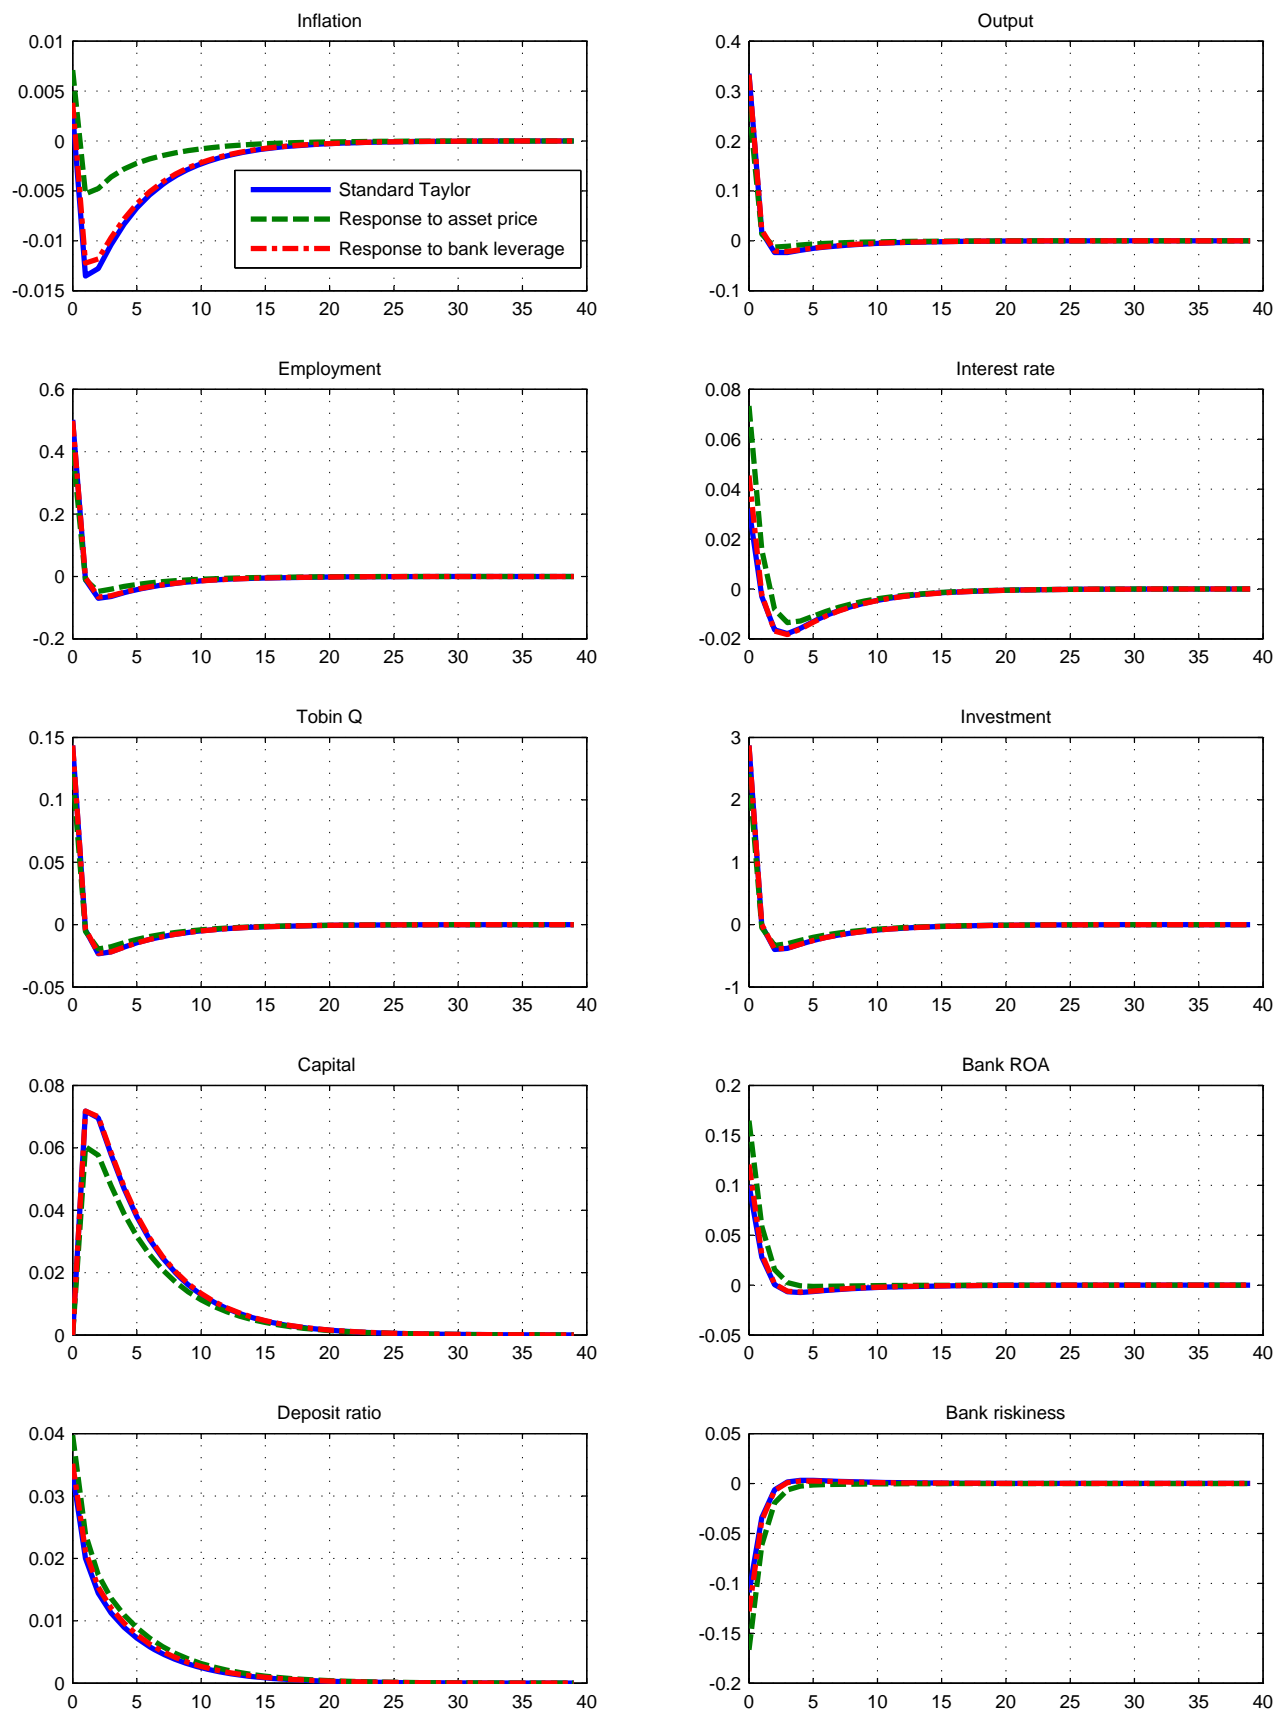 Inflation
0.01
0.005
0
-0.005
-0.01
-0.015
0 5 10 15 20 25 30 35 40
Standard Taylor
Response to asset price
Response to bank leverage
Output
0.4
0.3
0.2
0.1
0
-0.1
0 5 10 15 20 25 30 35 40
Employment
0.6
0.4
0.2
0
-0.2
0 5 10 15 20 25 30 35 40
Interest rate
0.08
0.06
0.04
0.02
0
-0.02
0 5 10 15 20 25 30 35 40
Tobin Q
0.15
0.1
0.05
0
-0.05
0 5 10 15 20 25 30 35 40
Investment
3
2
1
0
-1
0 5 10 15 20 25 30 35 40
Capital
0.08
0.06
0.04
0.02
0
0 5 10 15 20 25 30 35 40
Bank ROA
0.2
0.15
0.1
0.05
0
-0.05
0 5 10 15 20 25 30 35 40
Deposit ratio
0.04
0.03
0.02
0.01
0
0 5 10 15 20 25 30 35 40
Bank riskiness
0.05
0
-0.05
-0.1
-0.15
-0.2
0 5 10 15 20 25 30 35 40